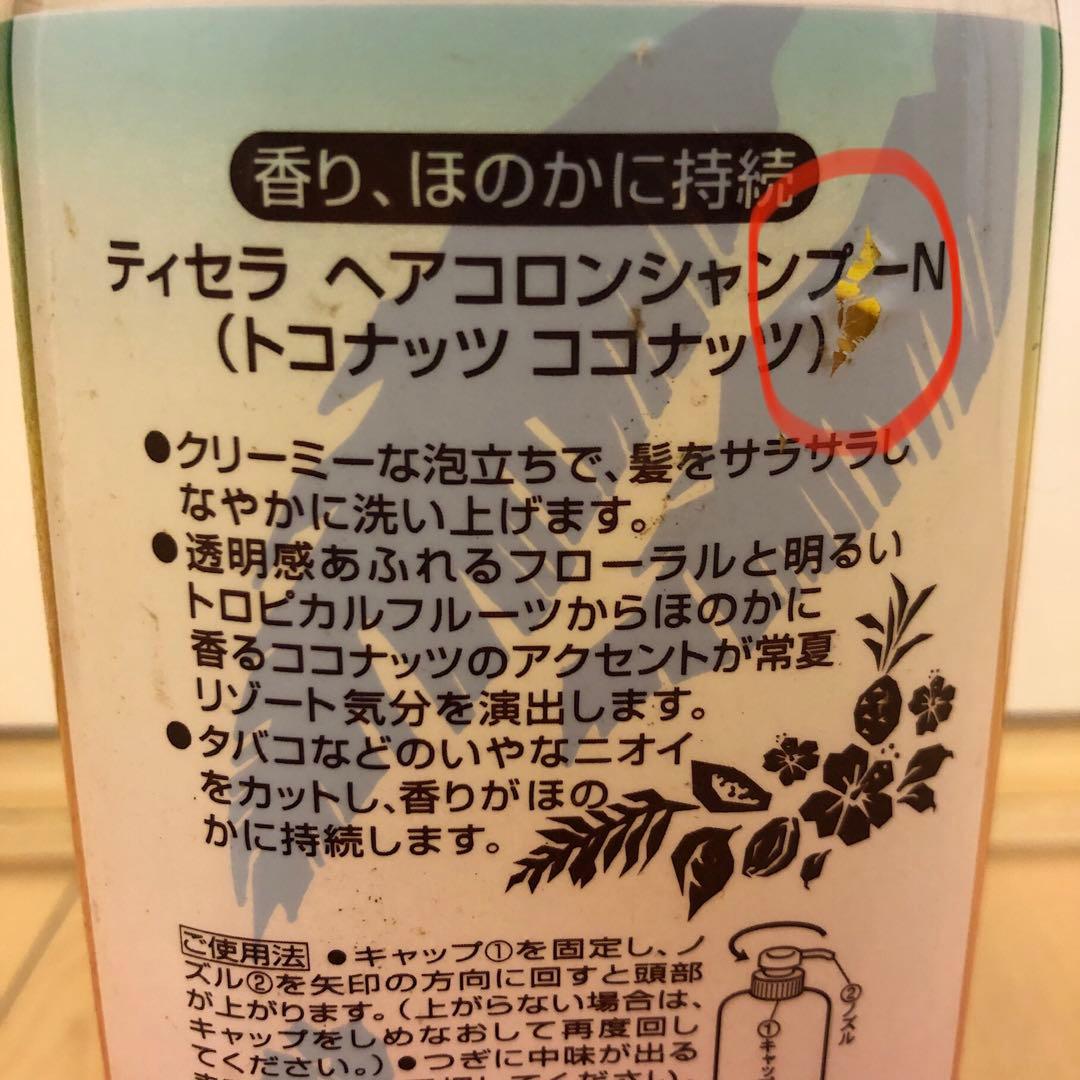 香り、ほのかに持続
ティセラ ヘアコロンシャンプーN
(トコナッツ ココナッツ)
●クリーミーな泡立ちで、髪をサラサラし
なやかに洗い上げます。
●透明感あふれるフローラルと明るい
トロピカルフルーツからほのかに
香るココナッツのアクセントが常夏
リゾート気分を演出します。
●タバコなどのいやなニオイ
をカットし、香りがほの
かに持続します。
ご使用法 ●キャップ①を固定し、ノ
ズル②を矢印の方向に回すと頭部
が上がります。(上がらない場合は、
キャップをしめなおして再度回し
てください。)●つぎに中味が出る
②ノズル
①キャッ